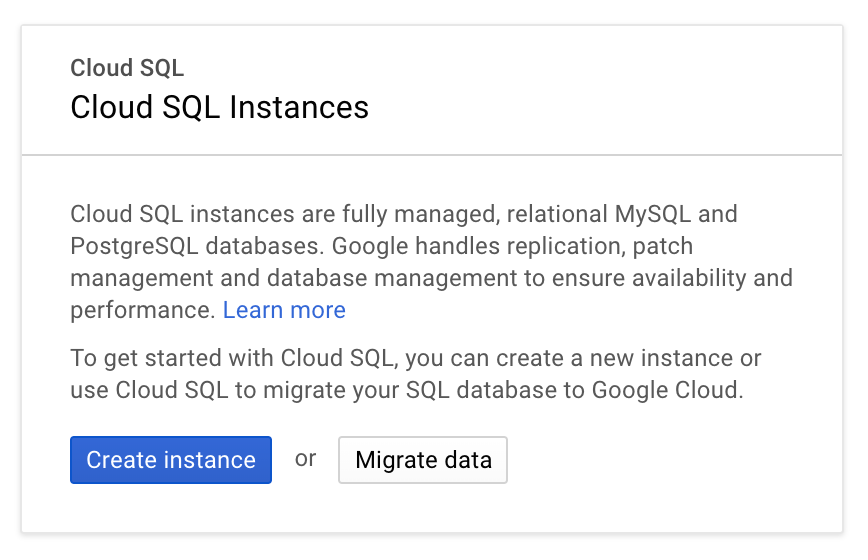 Cloud SQL
Cloud SQL Instances
Cloud SQL instances are fully managed, relational MySQL and
PostgreSQL databases. Google handles replication, patch
management and database management to ensure availability and
performance. Learn more
To get started with Cloud SQL, you can create a new instance or
use Cloud SQL to migrate your SQL database to Google Cloud.
Create instance or Migrate data